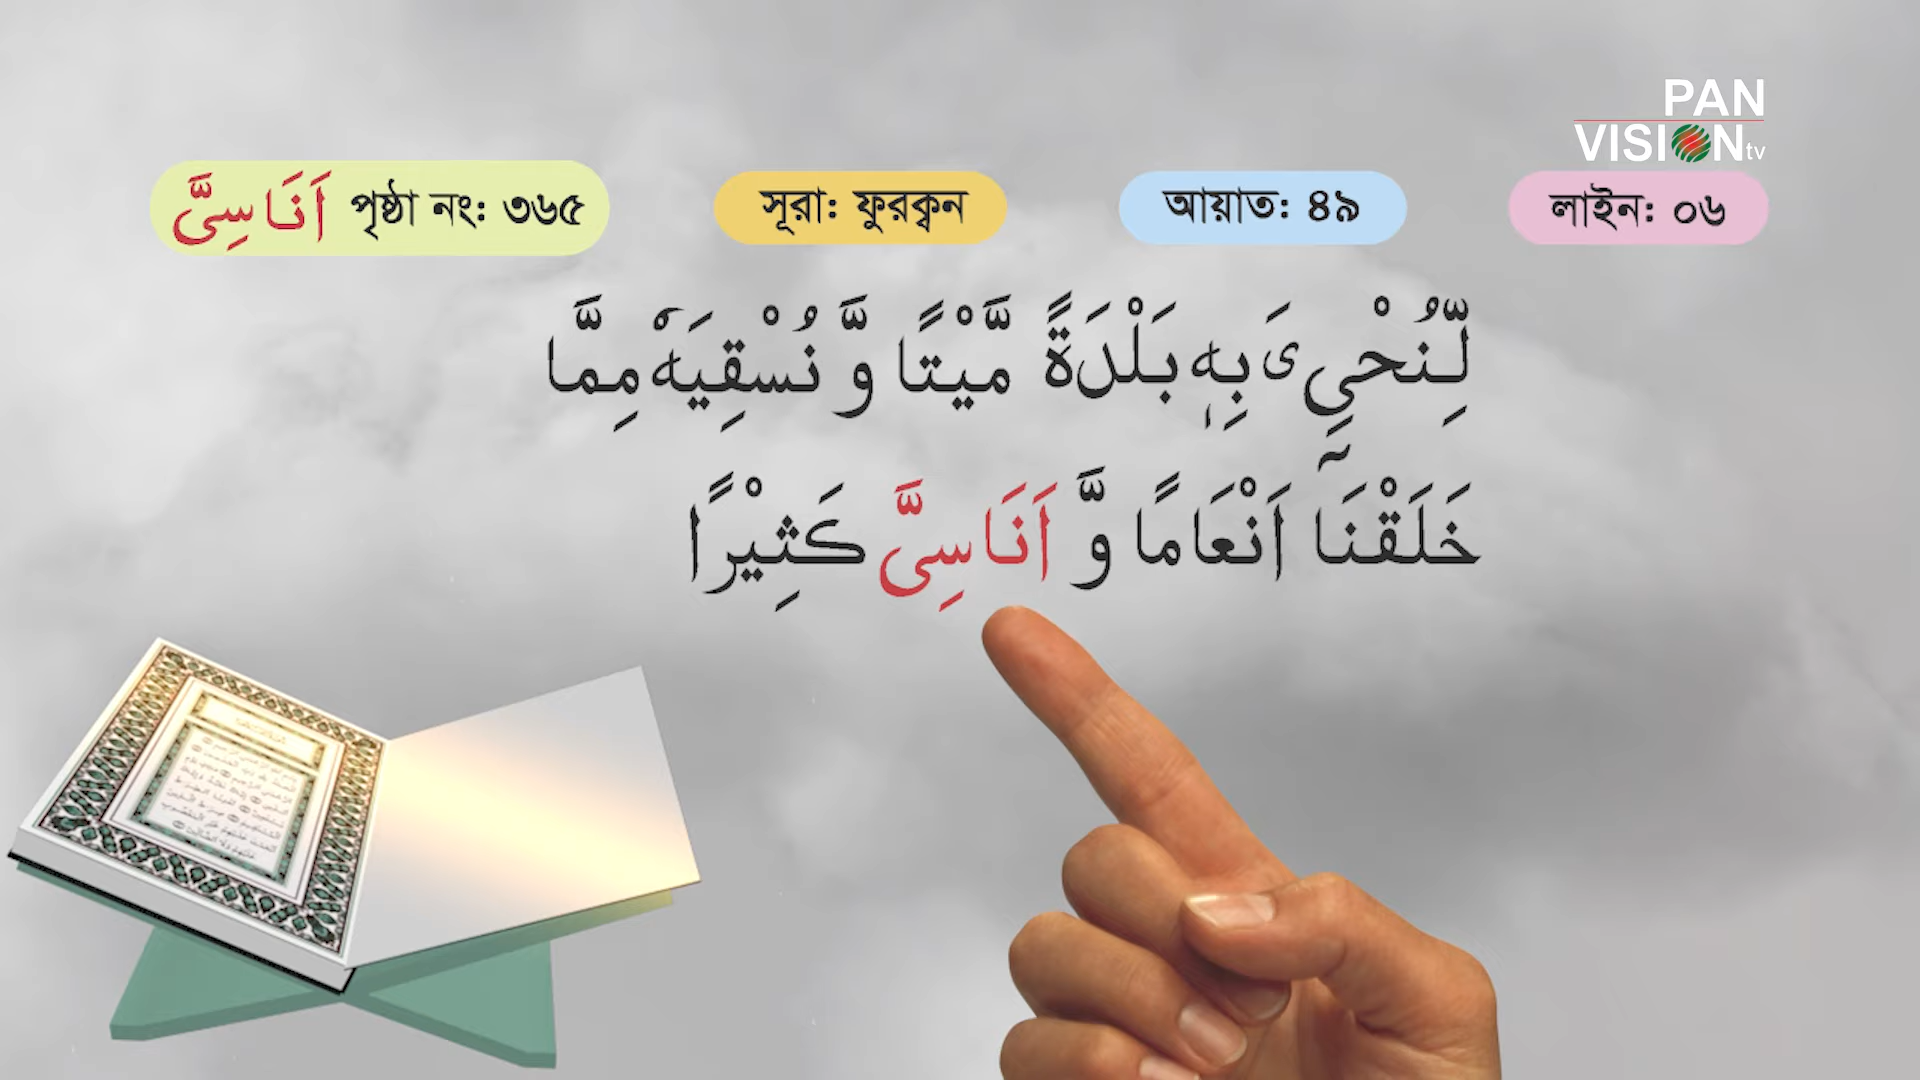 PAN
VISION tv
اَنَاسِیَّ পৃষ্ঠা নং: ৩৬৫ সূরা: ফুরক্বন আয়াত: ৪৯ লাইন: ০৬
لِّنُحْیِۦَ بِهٖ بَلْدَةً مَّیْتًا وَّ نُسْقِیَهٗ مِمَّا
خَلَقْنَاۤ اَنْعَامًا وَّ اَنَاسِیَّ كَثِیْرًا